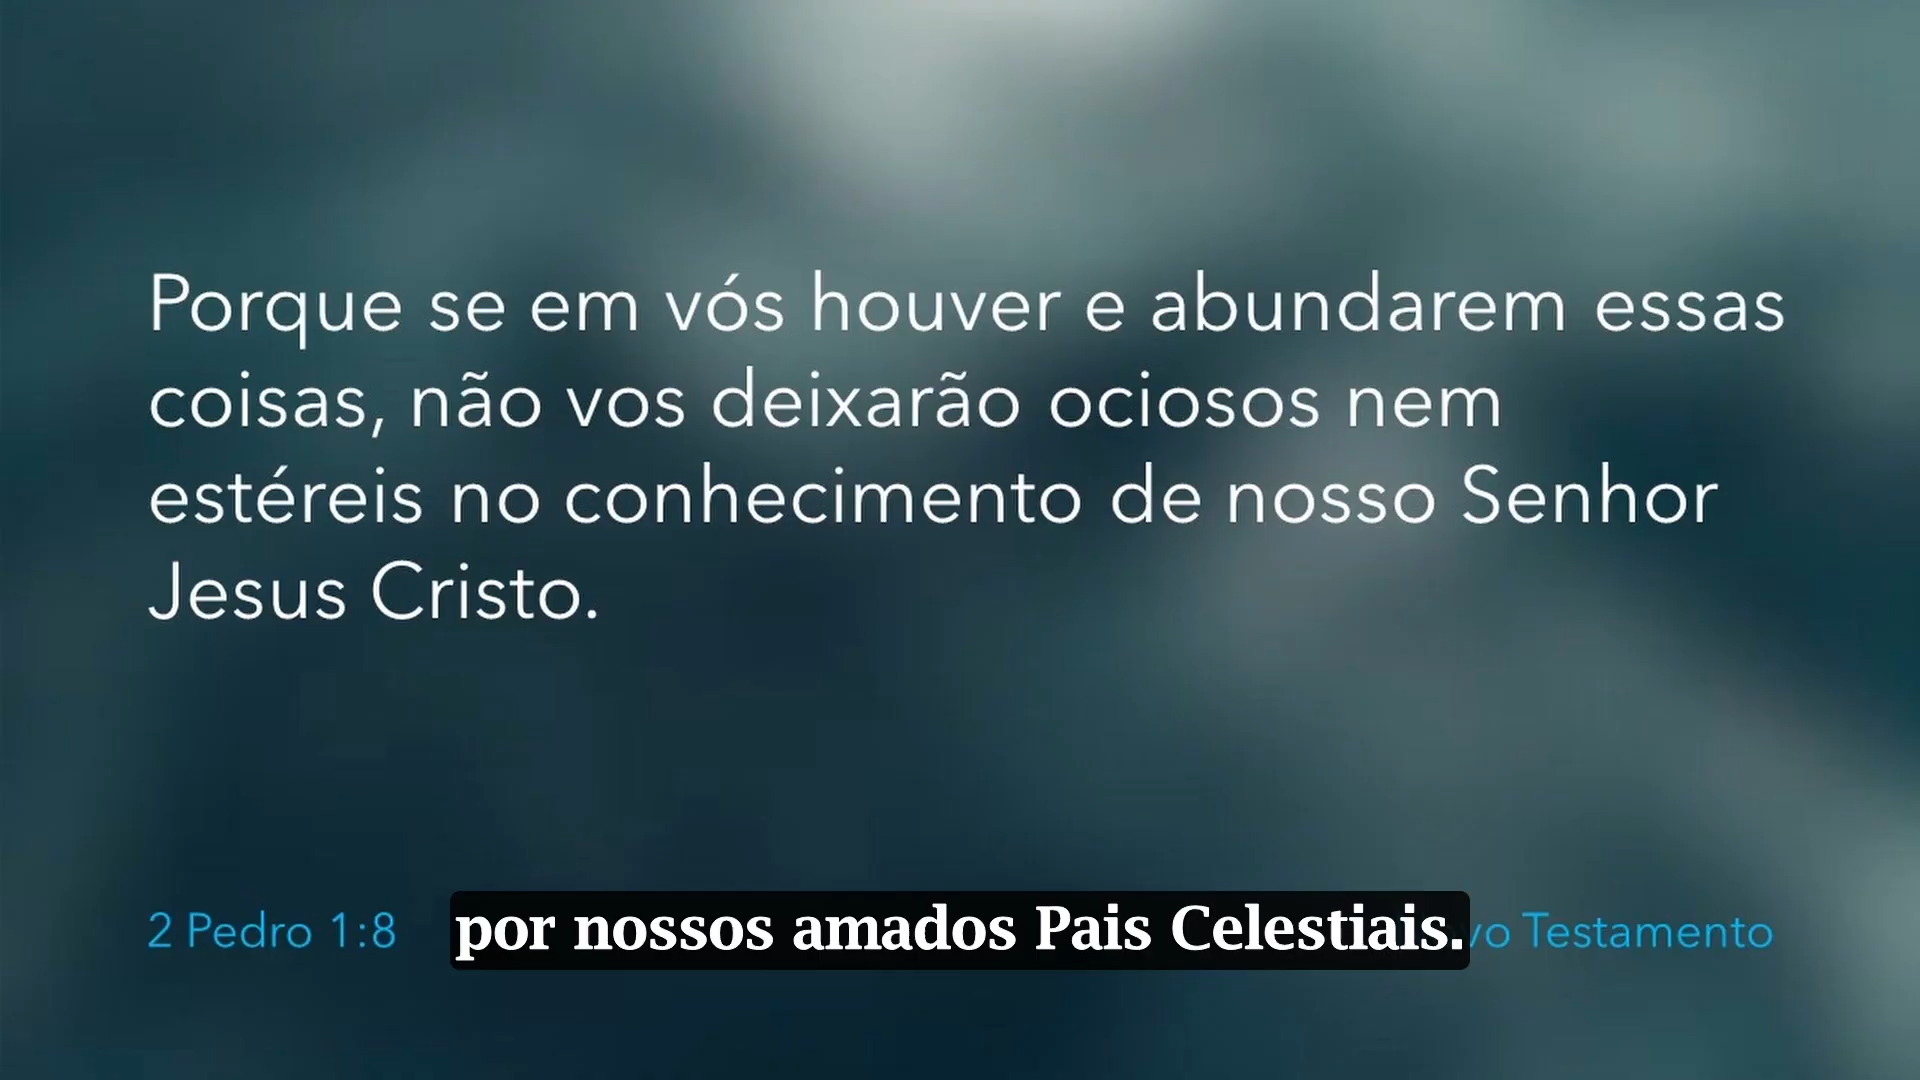 Porque se em vós houver e abundarem essas
coisas, não vos deixarão ociosos nem
estéreis no conhecimento de nosso Senhor
Jesus Cristo.
2 Pedro 1:8
por nossos amados Pais Celestiais.
Testamento